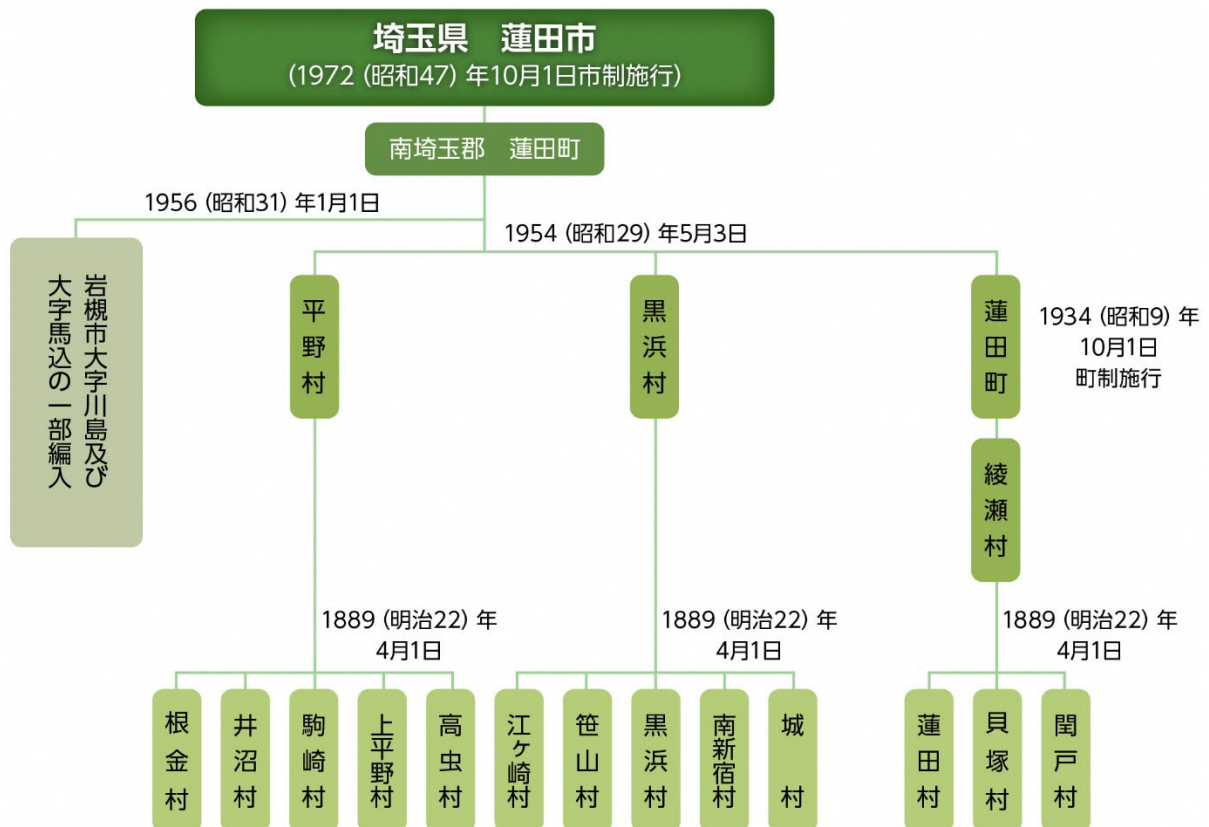 埼玉県　蓮田市
(1972 (昭和47) 年10月1日市制施行)
南埼玉郡　蓮田町
1956 (昭和31) 年1月1日
1954 (昭和29) 年5月3日
岩槻市大字川島及び
大字馬込の一部編入
平野村
黒浜村
蓮田町
1934 (昭和9) 年
10月1日
町制施行
綾瀬村
1889 (明治22) 年
4月1日
1889 (明治22) 年
4月1日
1889 (明治22) 年
4月1日
根金村
井沼村
駒崎村
上平野村
高虫村
江ヶ崎村
笹山村
黒浜村
南新宿村
城　村
蓮田村
貝塚村
閏戸村